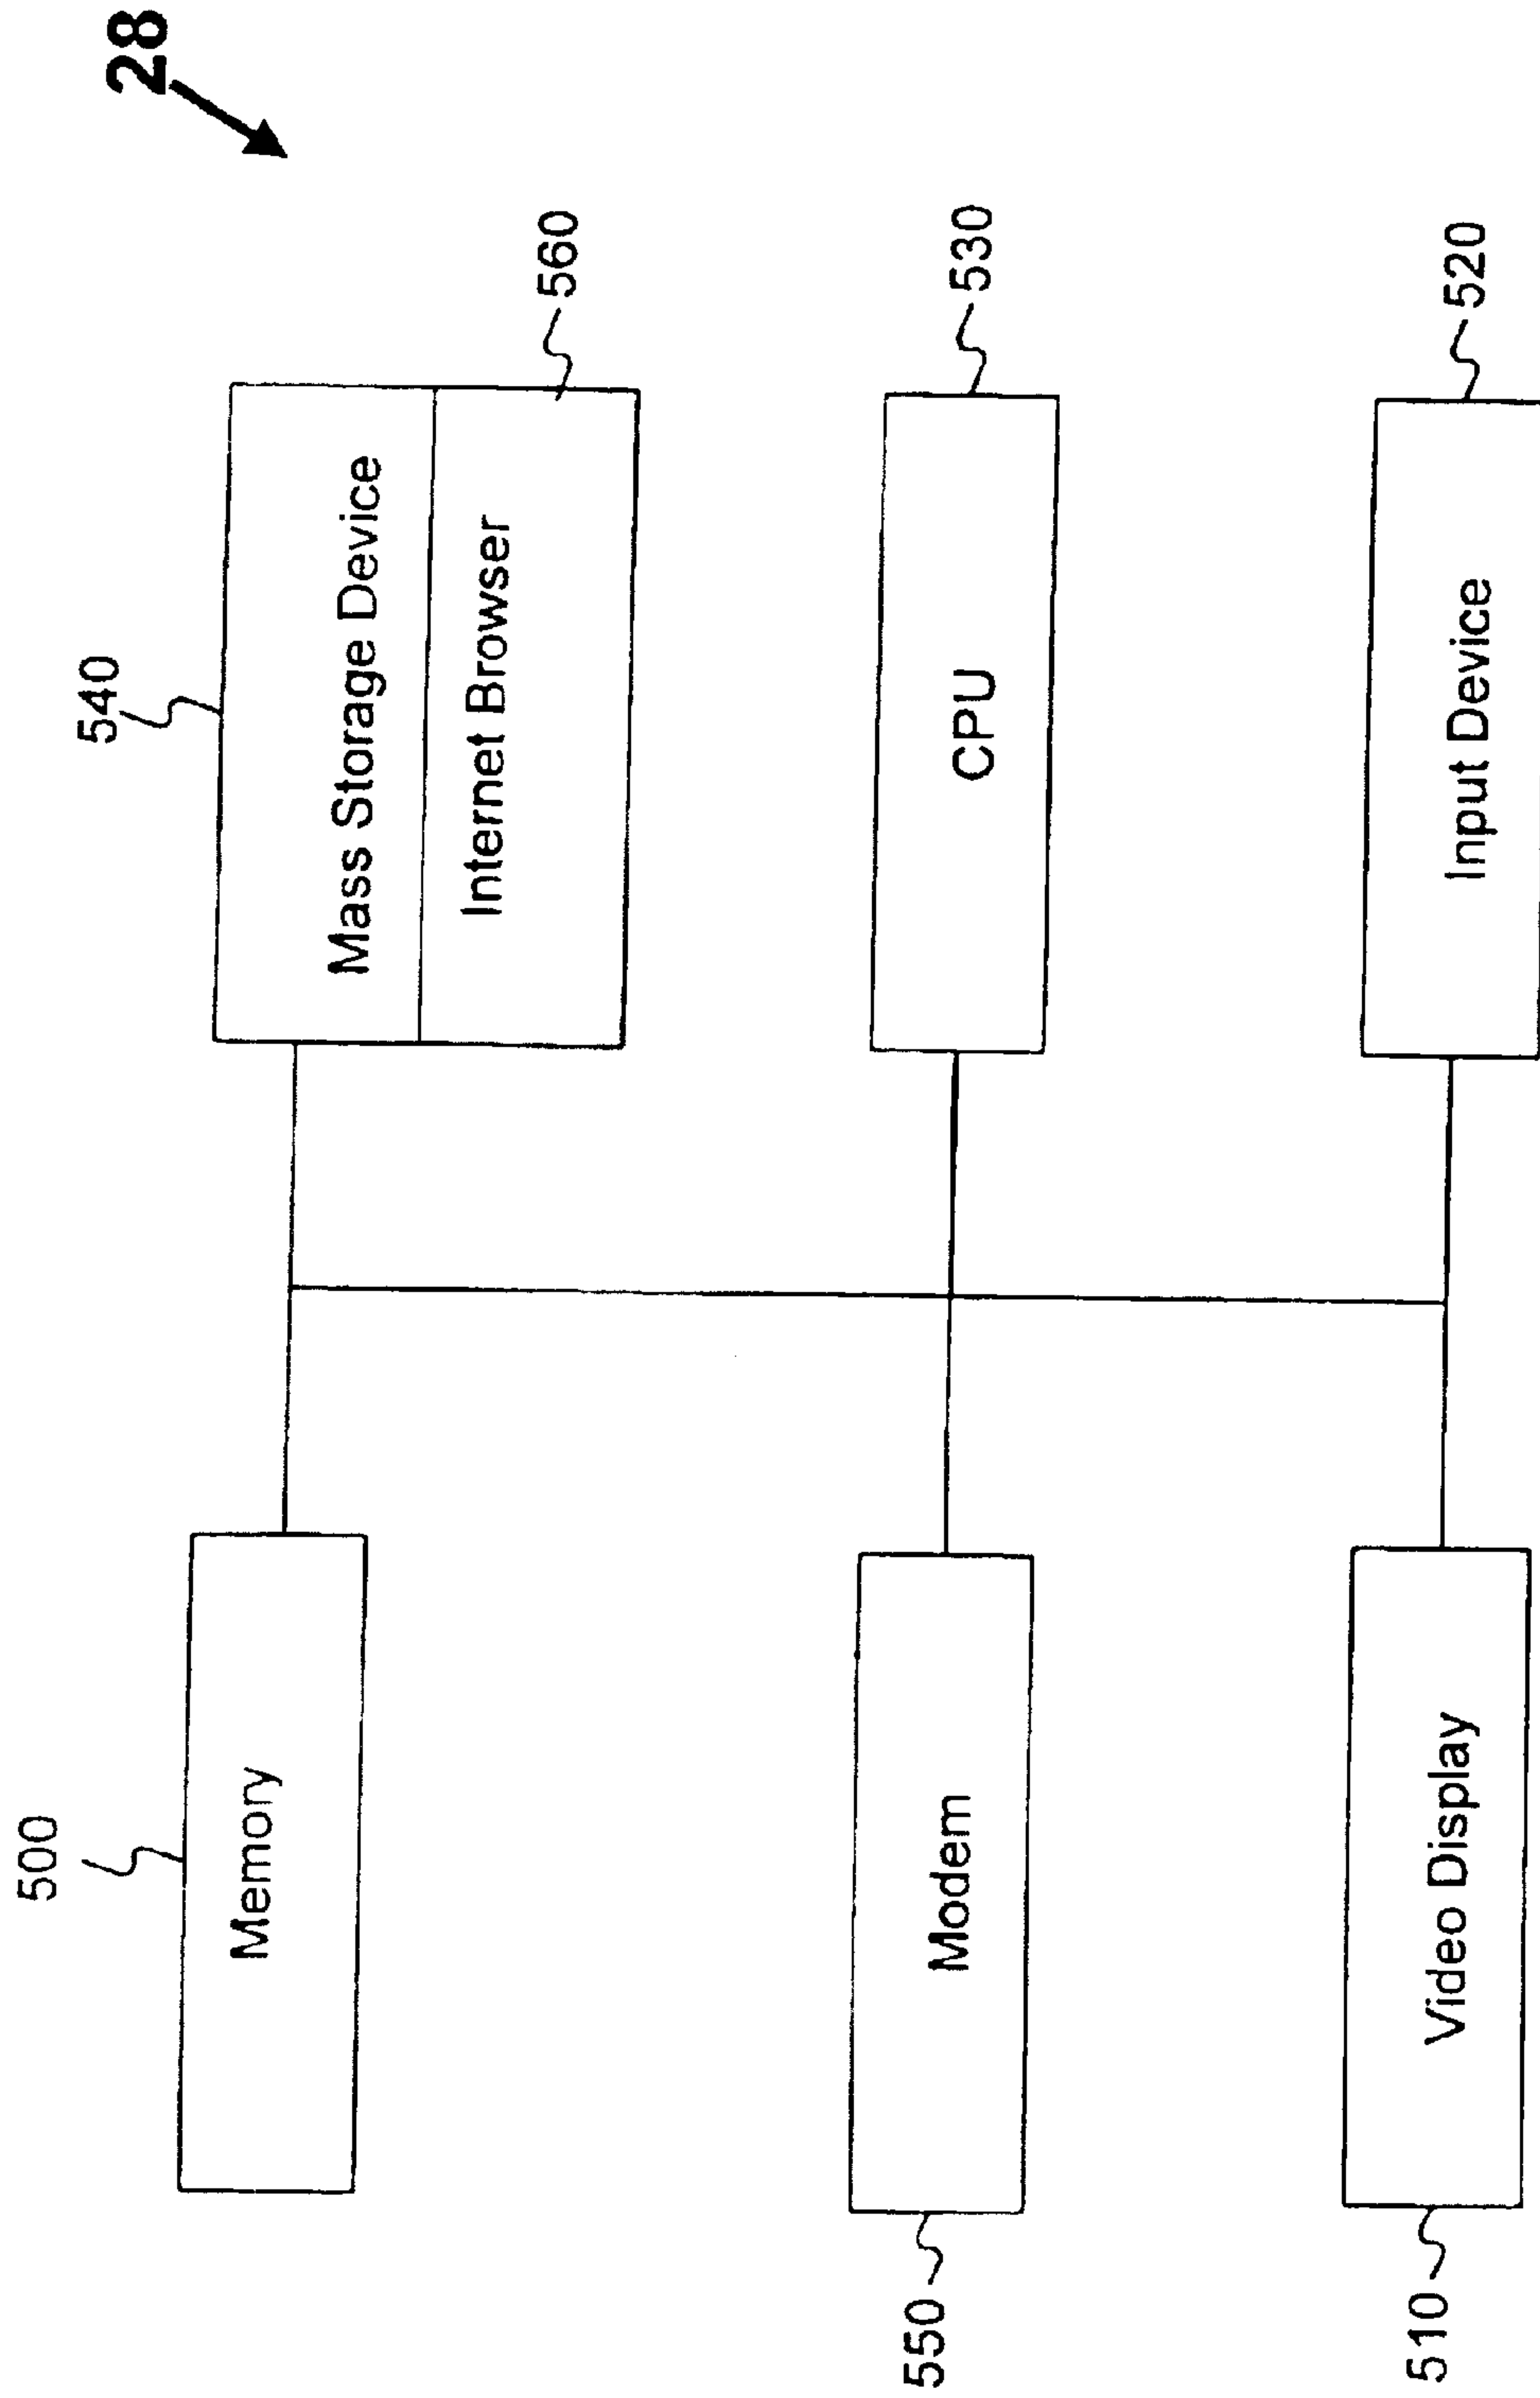 28
500
Memory
540
Mass Storage Device
Internet Browser
560
550
Modem
CPU
530
510
Video Display
Input Device
520